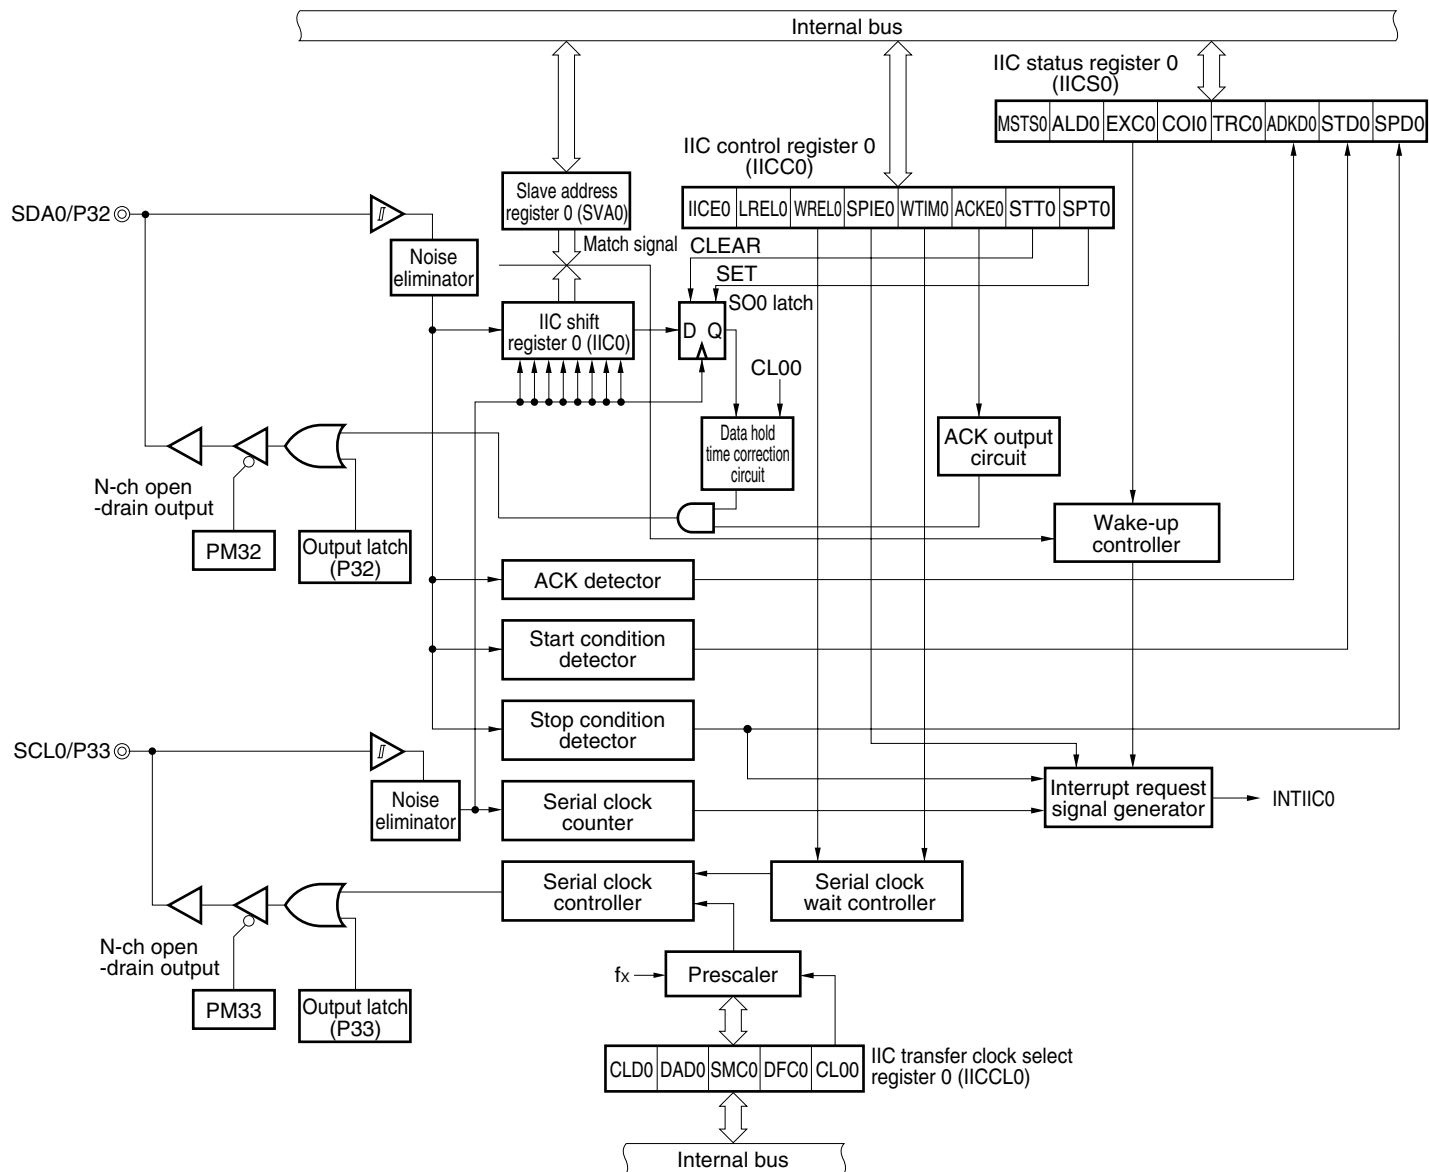 Internal bus
IIC status register 0
(IICS0)
MSTS0 ALD0 EXC0 COI0 TRC0 ADKD0 STD0 SPD0
IIC control register 0
(IICC0)
IICE0 LREL0 WREL0 SPIE0 WTIM0 ACKE0 STT0 SPT0
Slave address
register 0 (SVA0)
SDA0/P32
Noise
eliminator
Match signal
CLEAR
SET
SO0 latch
IIC shift
register 0 (IIC0)
D Q
CL00
Data hold
time correction
circuit
ACK output
circuit
N-ch open
-drain output
PM32
Output latch
(P32)
Wake-up
controller
ACK detector
Start condition
detector
Stop condition
detector
SCL0/P33
Noise
eliminator
Serial clock
counter
Interrupt request
signal generator
INTIIC0
Serial clock
controller
Serial clock
wait controller
N-ch open
-drain output
PM33
Output latch
(P33)
fx
Prescaler
CLD0 DAD0 SMC0 DFC0 CL00
IIC transfer clock select
register 0 (IICCL0)
Internal bus